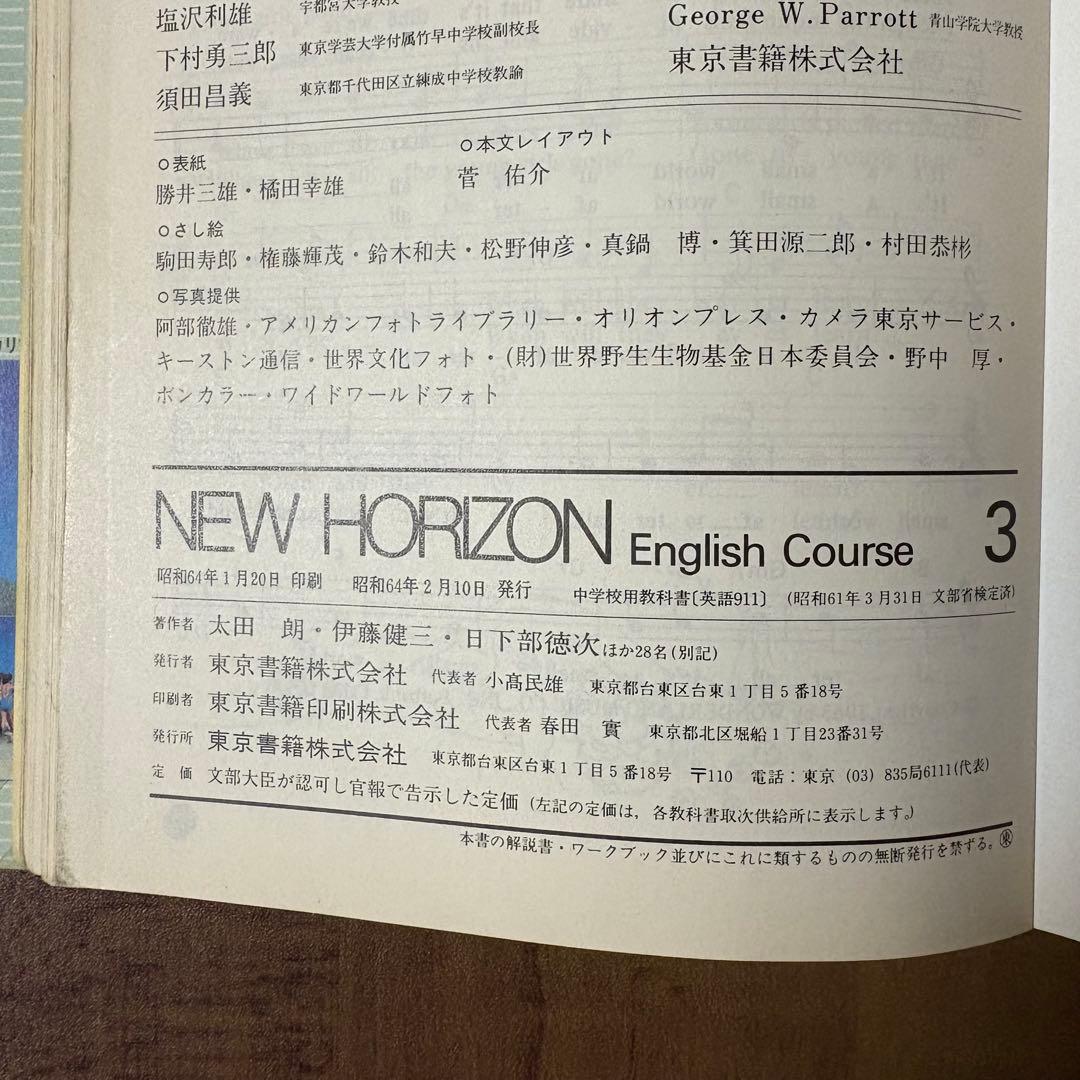 塩沢利雄 宇都宮大学教授
下村勇三郎 東京学芸大学付属竹早中学校副校長
須田昌義 東京都千代田区立練成中学校教諭
George W. Parrott 青山学院大学教授
東京書籍株式会社
○表紙
勝井三雄・橘田幸雄
○本文レイアウト
菅 佑介
○さし絵
駒田寿郎・権藤輝茂・鈴木和夫・松野伸彦・真鍋 博・箕田源二郎・村田恭彬
○写真提供
阿部徹雄・アメリカンフォトライブラリー・オリオンプレス・カメラ東京サービス・
キーストン通信・世界文化フォト・(財)世界野生生物基金日本委員会・野中 厚・
ボンカラー・ワイドワールドフォト
NEW HORIZON English Course 3
昭和64年1月20日 印刷 昭和64年2月10日 発行 中学校用教科書〔英語911〕 (昭和61年3月31日 文部省検定済)
著作者 太田 朗・伊藤健三・日下部徳次ほか28名(別記)
発行者 東京書籍株式会社 代表者 小髙民雄 東京都台東区台東1丁目5番18号
印刷者 東京書籍印刷株式会社 代表者 春田 實 東京都北区堀船1丁目23番31号
発行所 東京書籍株式会社 東京都台東区台東1丁目5番18号 〒110 電話：東京 (03) 835局6111(代表)
定 価 文部大臣が認可し官報で告示した定価 (左記の定価は，各教科書取次供給所に表示します。)
本書の解説書・ワークブック並びにこれに類するものの無断発行を禁ずる。㊞